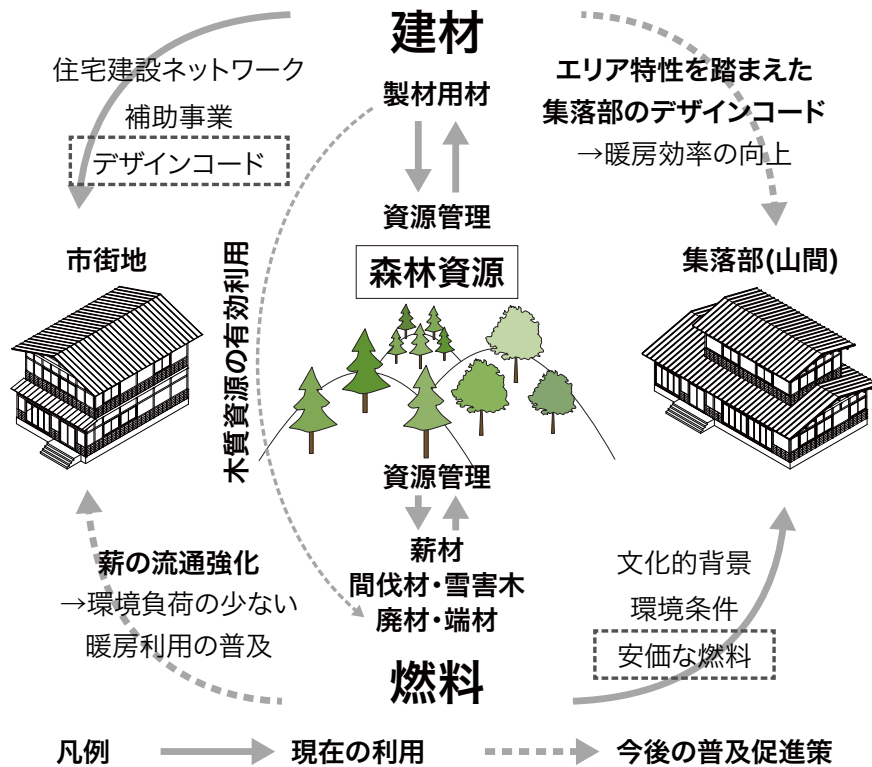 建材
住宅建設ネットワーク
補助事業
デザインコード
製材用材
エリア特性を踏まえた
集落部のデザインコード
→暖房効率の向上
資源管理
市街地
森林資源
集落部(山間)
木質資源の有効利用
資源管理
薪材
間伐材・雪害木
廃材・端材
薪の流通強化
→環境負荷の少ない
暖房利用の普及
文化的背景
環境条件
安価な燃料
燃料
凡例
現在の利用
今後の普及促進策